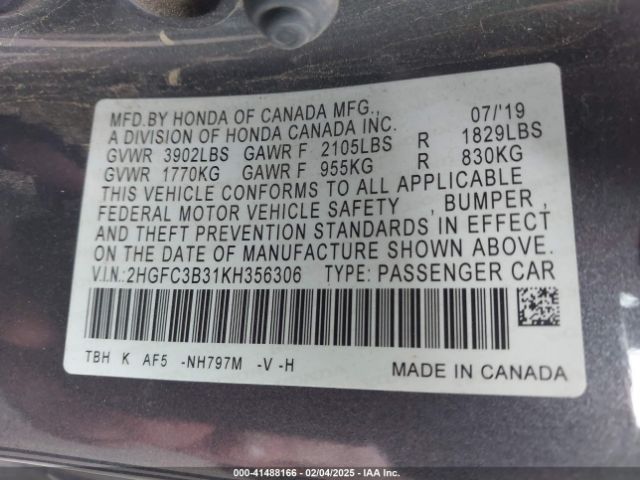 MFD.BY HONDA OF CANADA MFG., 07/'19
A DIVISION OF HONDA CANADA INC.
GVWR 3902LBS GAWR F 2105LBS R 1829LBS
GVWR 1770KG GAWR F 955KG R 830KG
THIS VEHICLE CONFORMS TO ALL APPLICABLE
FEDERAL MOTOR VEHICLE SAFETY , BUMPER ,
AND THEFT PREVENTION STANDARDS IN EFFECT
ON THE DATE OF MANUFACTURE SHOWN ABOVE.
V.I.N.:2HGFC3B31KH356306 TYPE: PASSENGER CAR
TBH K AF5 -NH797M -V -H
MADE IN CANADA
000-41488166 - 02/04/2025 - IAA Inc.